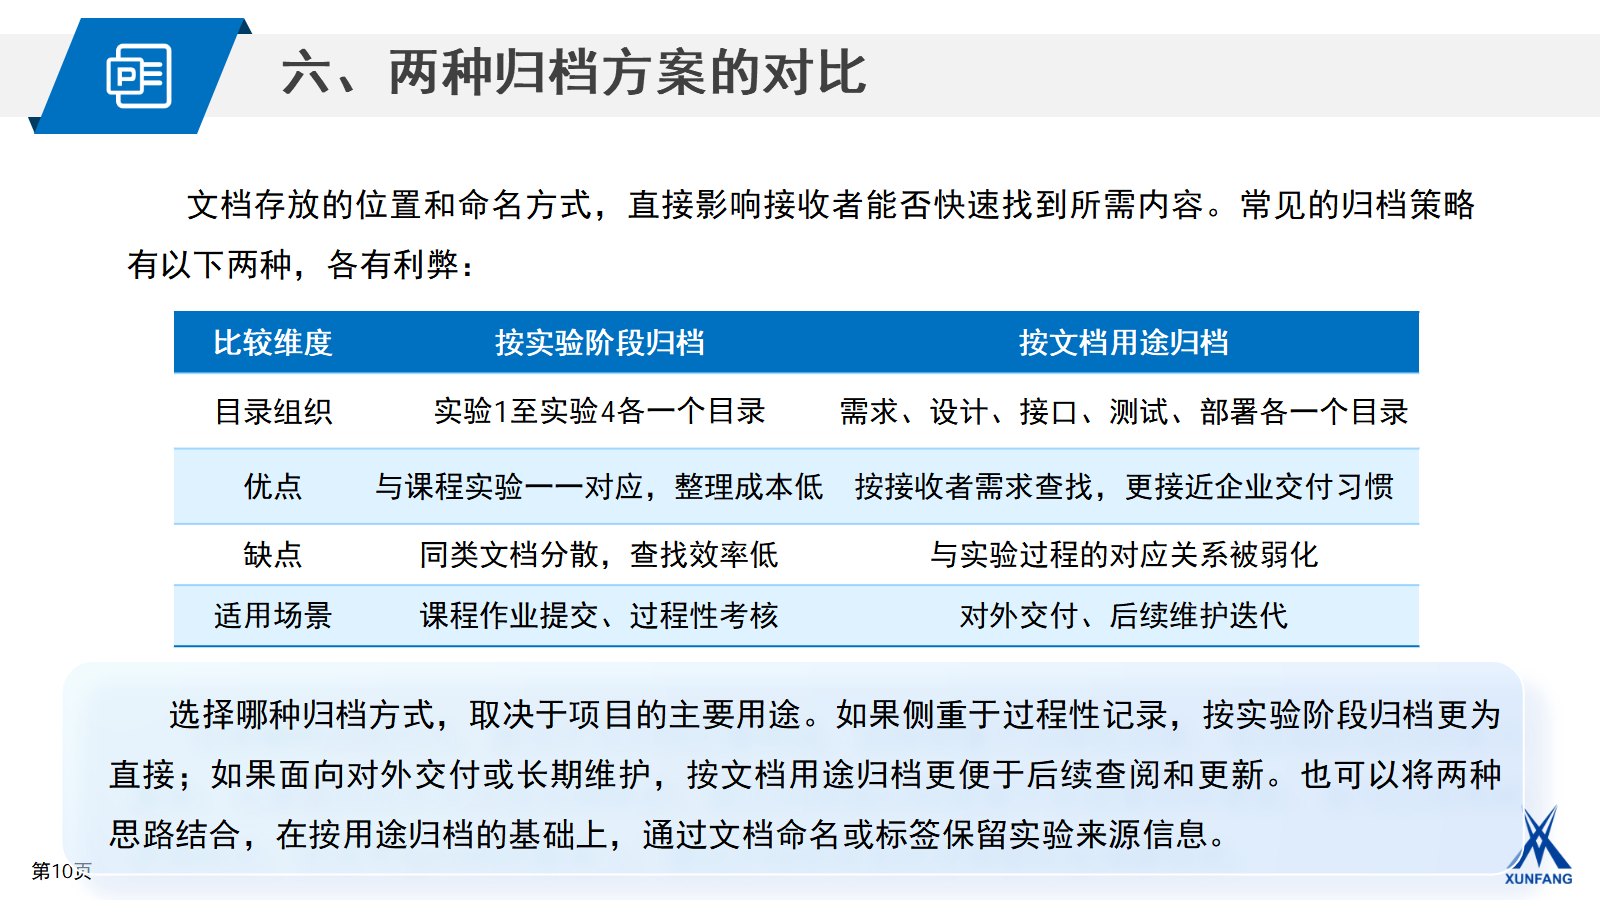 六、两种归档方案的对比
文档存放的位置和命名方式，直接影响接收者能否快速找到所需内容。常见的归档策略
有以下两种，各有利弊：
比较维度 按实验阶段归档 按文档用途归档
目录组织 实验1至实验4各一个目录 需求、设计、接口、测试、部署各一个目录
优点 与课程实验一一对应，整理成本低 按接收者需求查找，更接近企业交付习惯
缺点 同类文档分散，查找效率低 与实验过程的对应关系被弱化
适用场景 课程作业提交、过程性考核 对外交付、后续维护迭代
选择哪种归档方式，取决于项目的主要用途。如果侧重于过程性记录，按实验阶段归档更为
直接；如果面向对外交付或长期维护，按文档用途归档更便于后续查阅和更新。也可以将两种
思路结合，在按用途归档的基础上，通过文档命名或标签保留实验来源信息。
第10页
XUNFANG